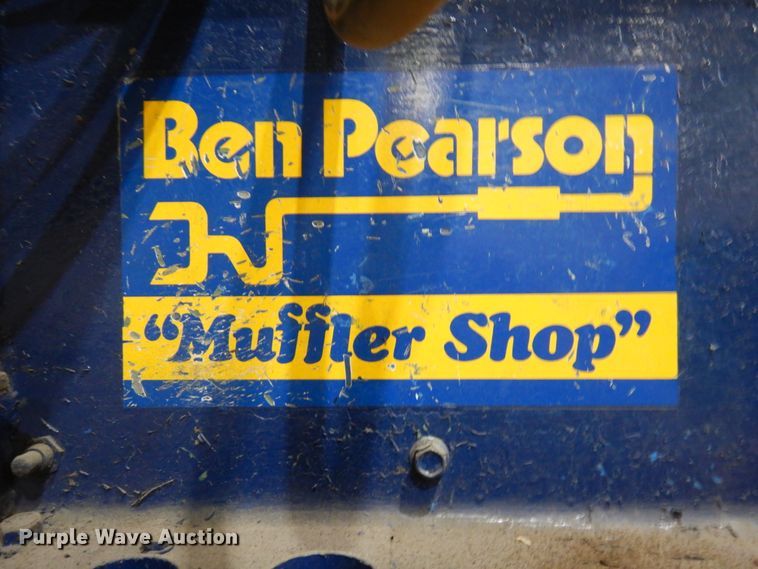 Ben Pearson
"Muffler Shop"
Purple Wave Auction